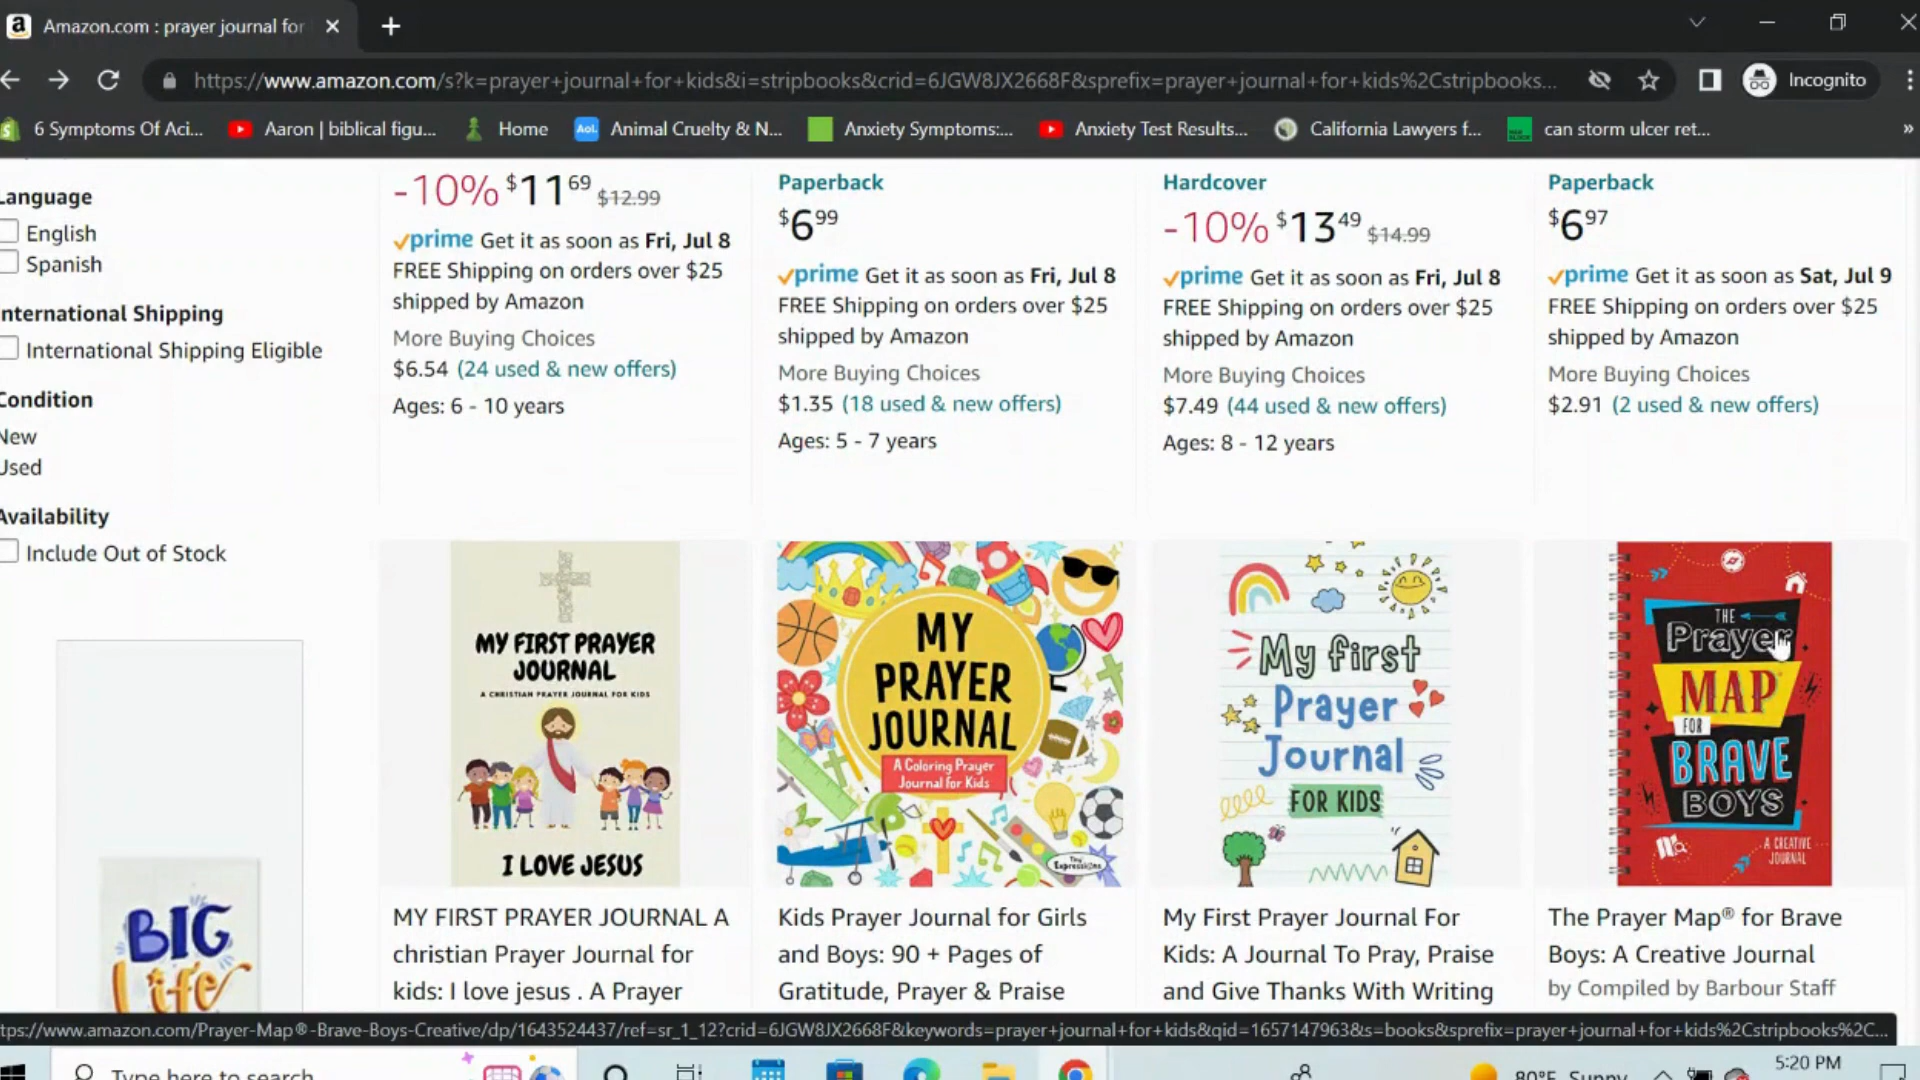 Amazon.com : prayer journal for
https://www.amazon.com/s?k=prayer+journal+for+kids&i=stripbooks&crid=6JGW8JX2668F&sprefix=prayer+journal+for+kids%2Cstripbooks...
Incognito
6 Symptoms Of Aci...
Aaron | biblical figu...
Home
Aol.
Animal Cruelty & N...
Anxiety Symptoms:...
Anxiety Test Results...
California Lawyers f...
can storm ulcer ret...
»
Language
English
Spanish
nternational Shipping
International Shipping Eligible
Condition
New
Used
Availability
Include Out of Stock
BIG
Life
-10% $11 69 $12.99
prime Get it as soon as Fri, Jul 8
FREE Shipping on orders over $25
shipped by Amazon
More Buying Choices
$6.54 (24 used & new offers)
Ages: 6 - 10 years
Paperback
$6 99
prime Get it as soon as Fri, Jul 8
FREE Shipping on orders over $25
shipped by Amazon
More Buying Choices
$1.35 (18 used & new offers)
Ages: 5 - 7 years
Hardcover
-10% $13 49 $14.99
prime Get it as soon as Fri, Jul 8
FREE Shipping on orders over $25
shipped by Amazon
More Buying Choices
$7.49 (44 used & new offers)
Ages: 8 - 12 years
Paperback
$6 97
prime Get it as soon as Sat, Jul 9
FREE Shipping on orders over $25
shipped by Amazon
More Buying Choices
$2.91 (2 used & new offers)
MY FIRST PRAYER
JOURNAL
A CHRISTIAN PRAYER JOURNAL FOR KIDS
I LOVE JESUS
MY FIRST PRAYER JOURNAL A
christian Prayer Journal for
kids: I love jesus . A Prayer
MY
PRAYER
JOURNAL
A Coloring Prayer
Journal for Kids
Tiny
Expressions
Kids Prayer Journal for Girls
and Boys: 90 + Pages of
Gratitude, Prayer & Praise
My first
Prayer
Journal
FOR KIDS
My First Prayer Journal For
Kids: A Journal To Pray, Praise
and Give Thanks With Writing
THE
Prayer
MAP
FOR
BRAVE
BOYS
A CREATIVE
JOURNAL
The Prayer Map® for Brave
Boys: A Creative Journal
by Compiled by Barbour Staff
tps://www.amazon.com/Prayer-Map®-Brave-Boys-Creative/dp/1643524437/ref=sr_1_12?crid=6JGW8JX2668F&keywords=prayer+journal+for+kids&qid=1657147963&s=books&sprefix=prayer+journal+for+kids%2Cstripbooks%2C...
Type here to search
80°F Sunny
5:20 PM